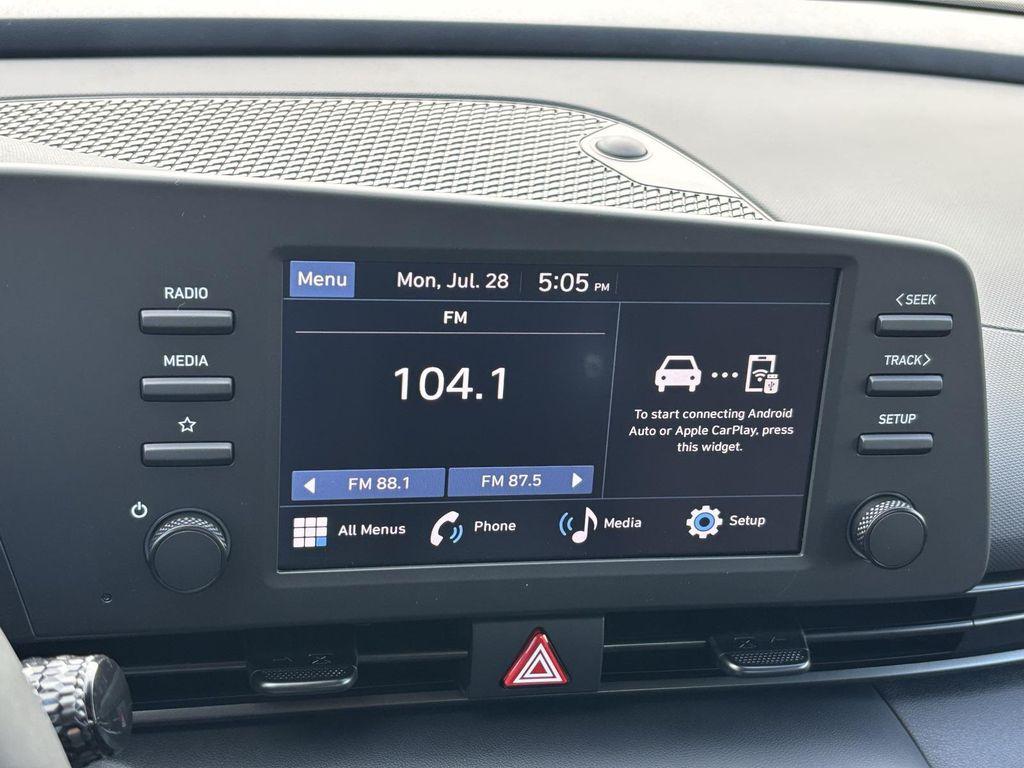 RADIO
MEDIA
Menu
Mon, Jul. 28
5:05 PM
FM
104.1
FM 88.1
FM 87.5
To start connecting Android
Auto or Apple CarPlay, press
this widget.
All Menus
Phone
Media
Setup
<SEEK
TRACK>
SETUP